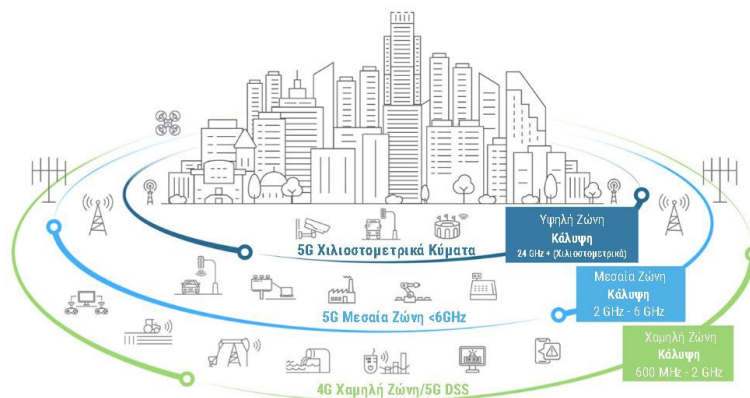 Υψηλή Ζώνη
Κάλυψη
24 GHz + (Χιλιοστομετρικά)
5G Χιλιοστομετρικά Κύματα
Μεσαία Ζώνη
Κάλυψη
2 GHz - 6 GHz
5G Μεσαία Ζώνη <6GHz
Χαμηλή Ζώνη
Κάλυψη
600 MHz - 2 GHz
4G Χαμηλή Ζώνη/5G DSS